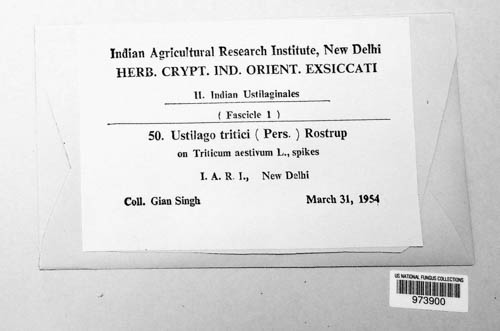 Indian Agricultural Research Institute, New Delhi
HERB. CRYPT. IND. ORIENT. EXSICCATI
11. Indian Ustilaginales
( Fascicle 1 )
50. Ustilago tritici ( Pers. ) Rostrup
on Triticum aestivum L., spikes
I. A. R. I., New Delhi
Coll. Gian Singh March 31, 1954
US NATIONAL FUNGUS COLLECTIONS
973900